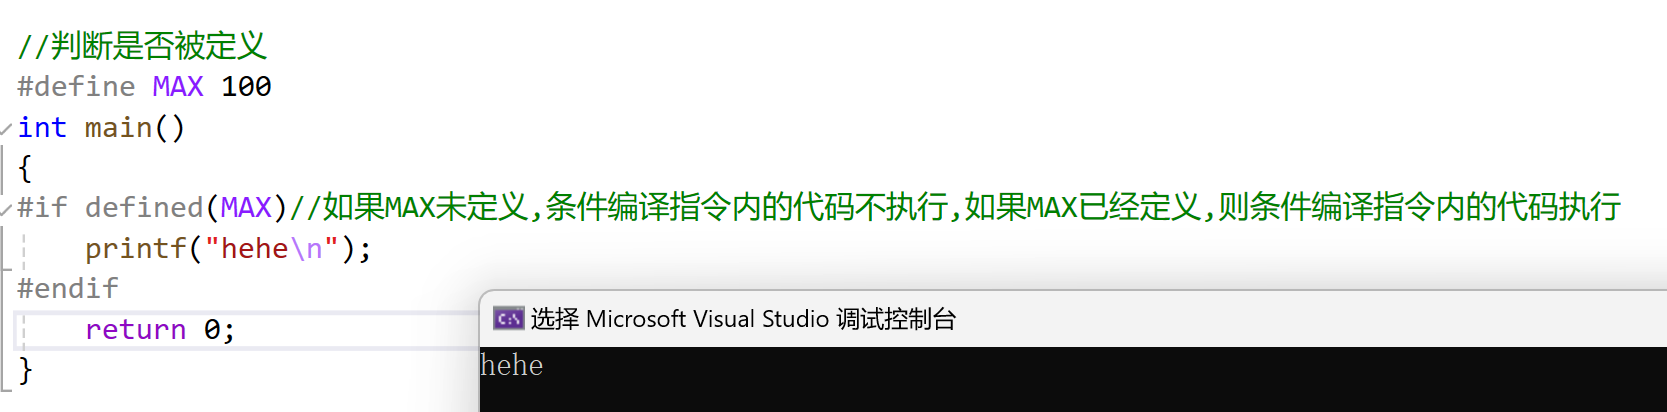 //判断是否被定义
#define MAX 100
int main()
{
#if defined(MAX)//如果MAX未定义,条件编译指令内的代码不执行,如果MAX已经定义,则条件编译指令内的代码执行
    printf("hehe\n");
#endif
    return 0;
}
C:\ 选择 Microsoft Visual Studio 调试控制台
hehe